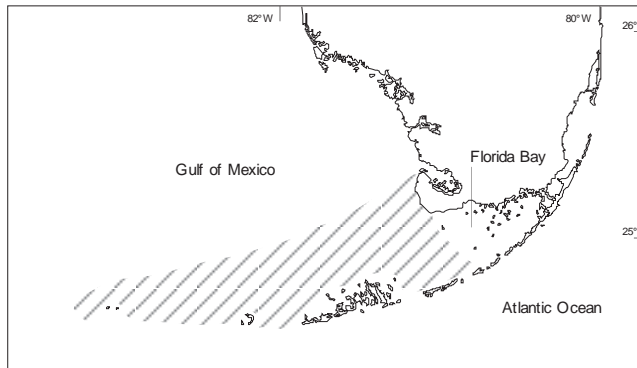 82° W
80° W
26°
Florida Bay
Gulf of Mexico
25°
Atlantic Ocean